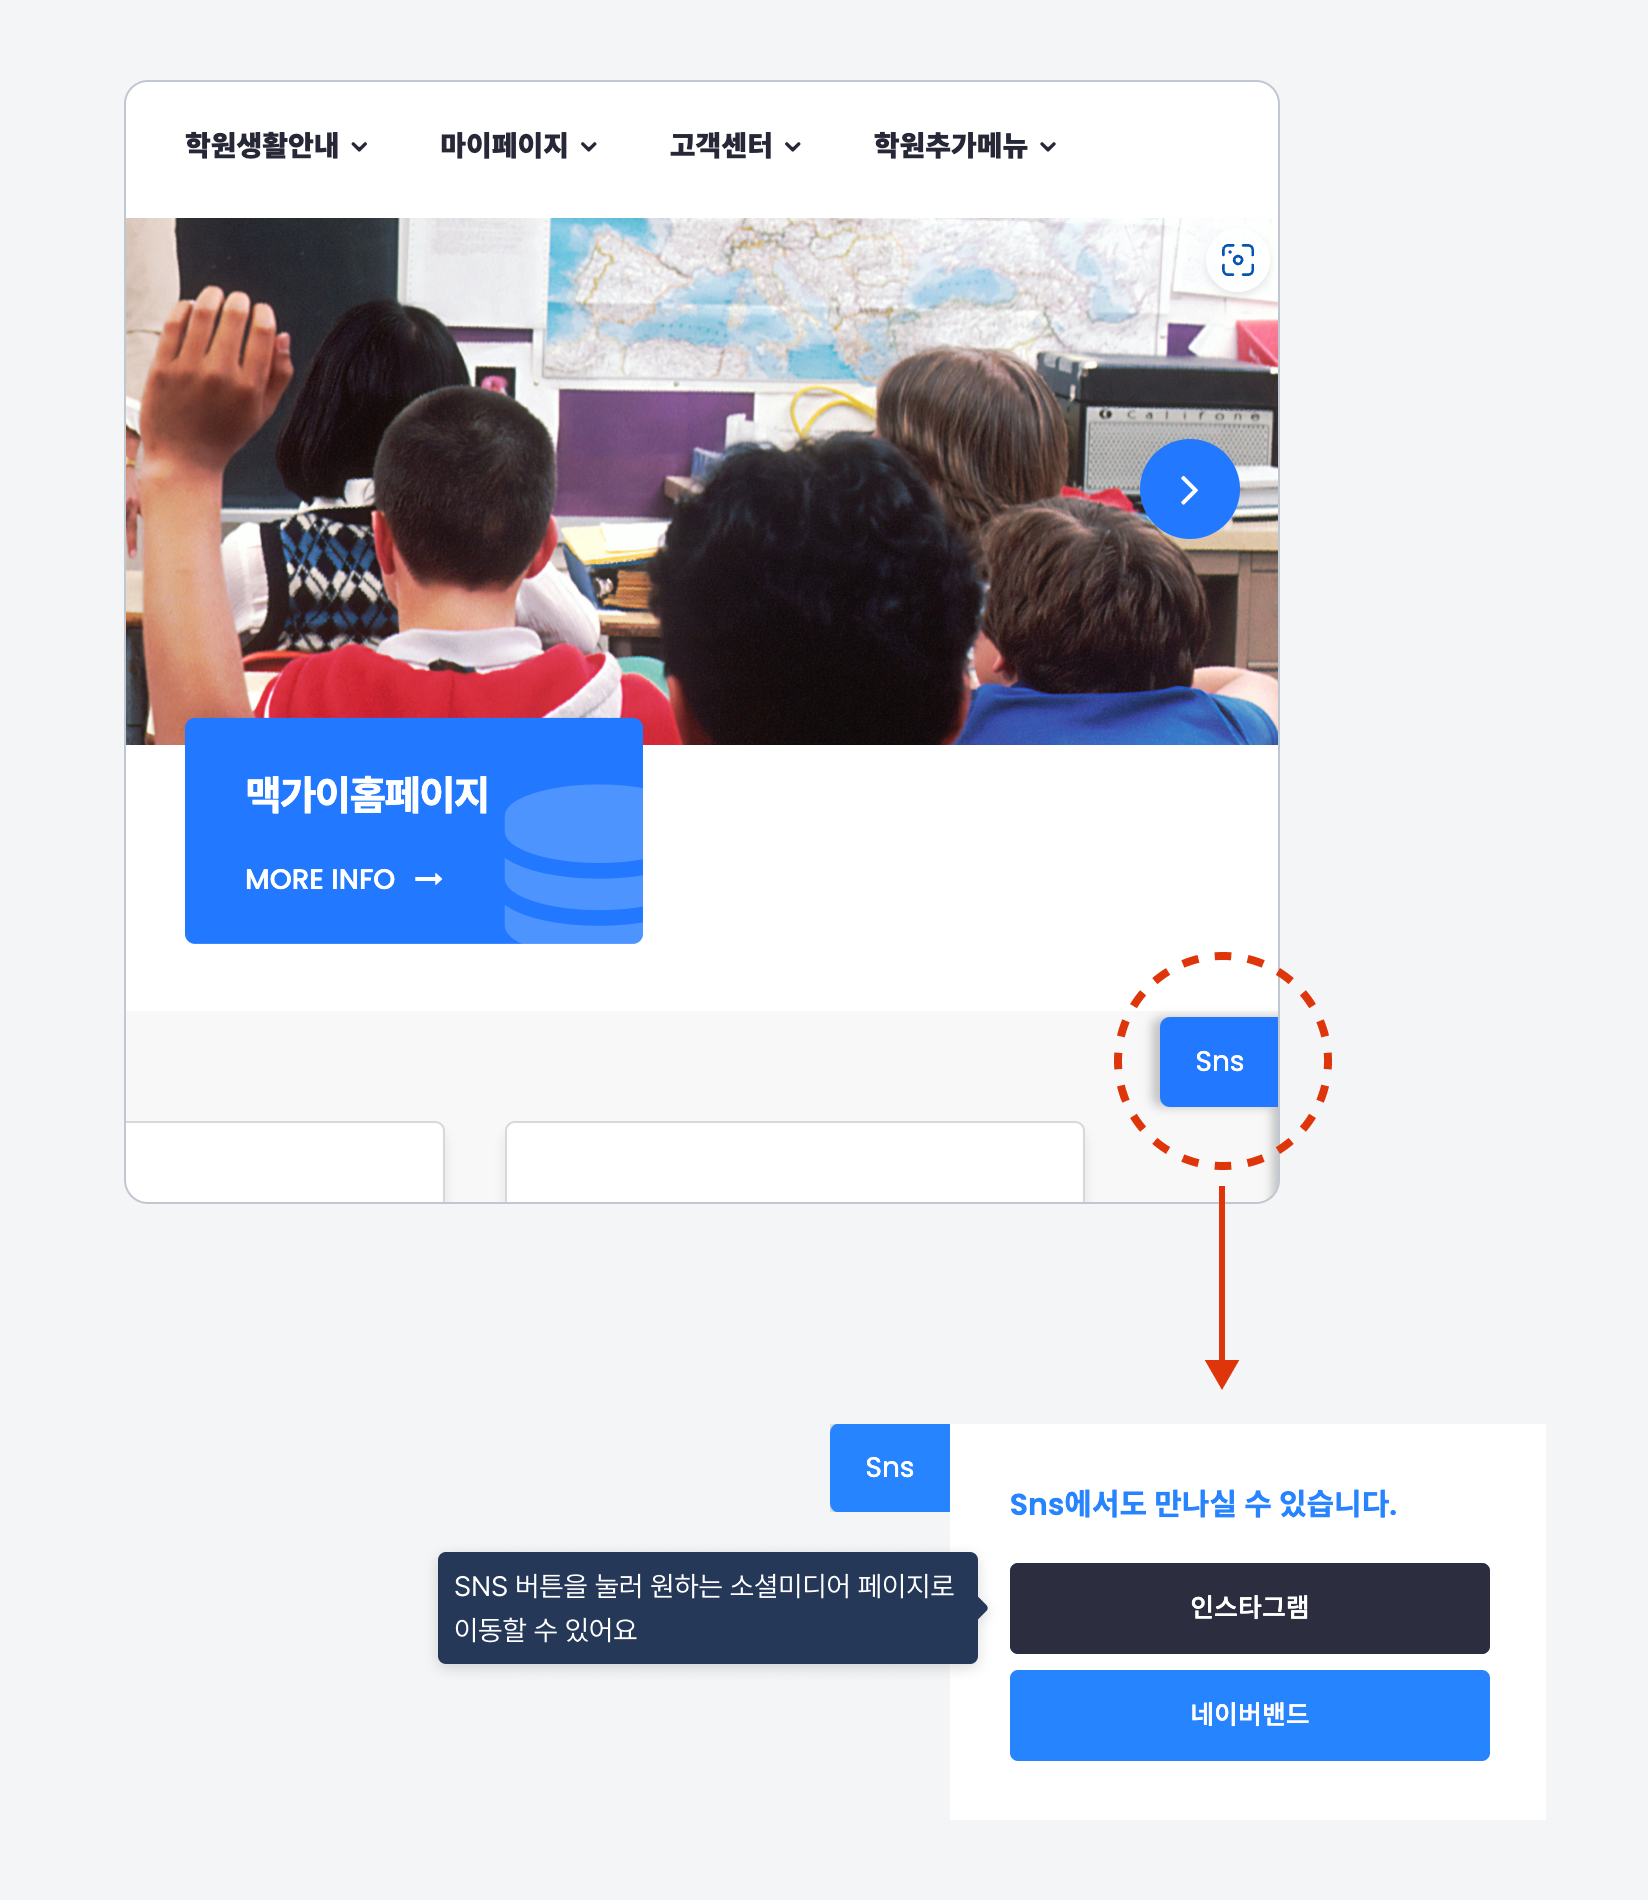 학원생활안내 마이페이지 고객센터 학원추가메뉴
califone
맥가이홈페이지
MORE INFO
Sns
Sns
Sns에서도 만나실 수 있습니다.
SNS 버튼을 눌러 원하는 소셜미디어 페이지로
이동할 수 있어요
인스타그램
네이버밴드